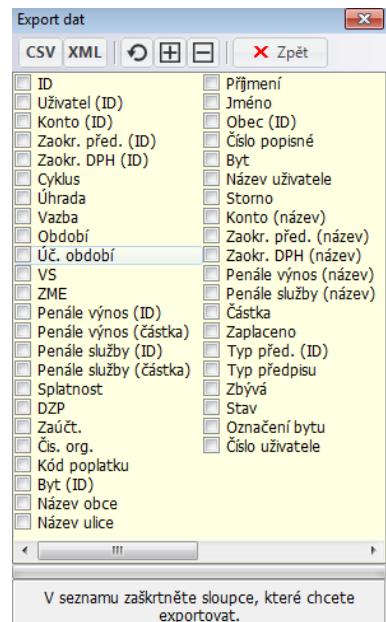 Export dat
CSV XML Zpět
ID
Uživatel (ID)
Konto (ID)
Zaokr. před. (ID)
Zaokr. DPH (ID)
Cyklus
Úhrada
Vazba
Období
Úč. období
VS
ZME
Penále výnos (ID)
Penále výnos (částka)
Penále služby (ID)
Penále služby (částka)
Splatnost
DZP
Zaúčt.
Čis. org.
Kód poplatku
Byt (ID)
Název obce
Název ulice
Příjmení
Jméno
Obec (ID)
Číslo popisné
Byt
Název uživatele
Storno
Konto (název)
Zaokr. před. (název)
Zaokr. DPH (název)
Penále výnos (název)
Penále služby (název)
Částka
Zaplaceno
Typ před. (ID)
Typ předpisu
Zbývá
Stav
Označení bytu
Číslo uživatele
V seznamu zaškrtněte sloupce, které chcete
exportovat.